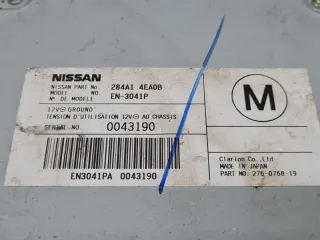 NISSAN
NISSAN PART No. 284A1 4EA0B
MODEL NO. EN-3041P
No DE MODELE
12V⊖ GROUND
TENSION D'UTILISATION 12V⊖ AU CHASSIS
SERIAL NO. 0043190
EN3041PA 0043190
M
Clarion Co.,Ltd
MADE IN JAPAN
PART NO. 276-0768-19